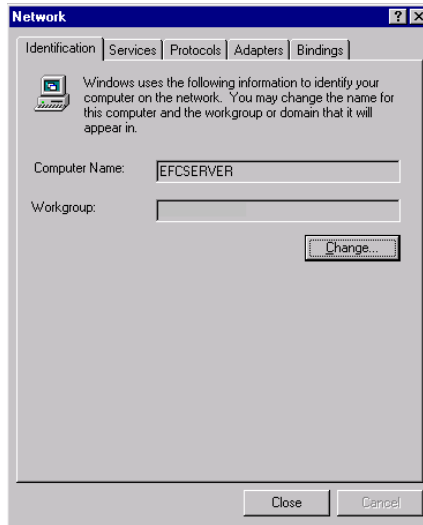 Network
Identification Services Protocols Adapters Bindings
Windows uses the following information to identify your
computer on the network. You may change the name for
this computer and the workgroup or domain that it will
appear in.
Computer Name: EFCSERVER
Workgroup:
Change...
Close Cancel